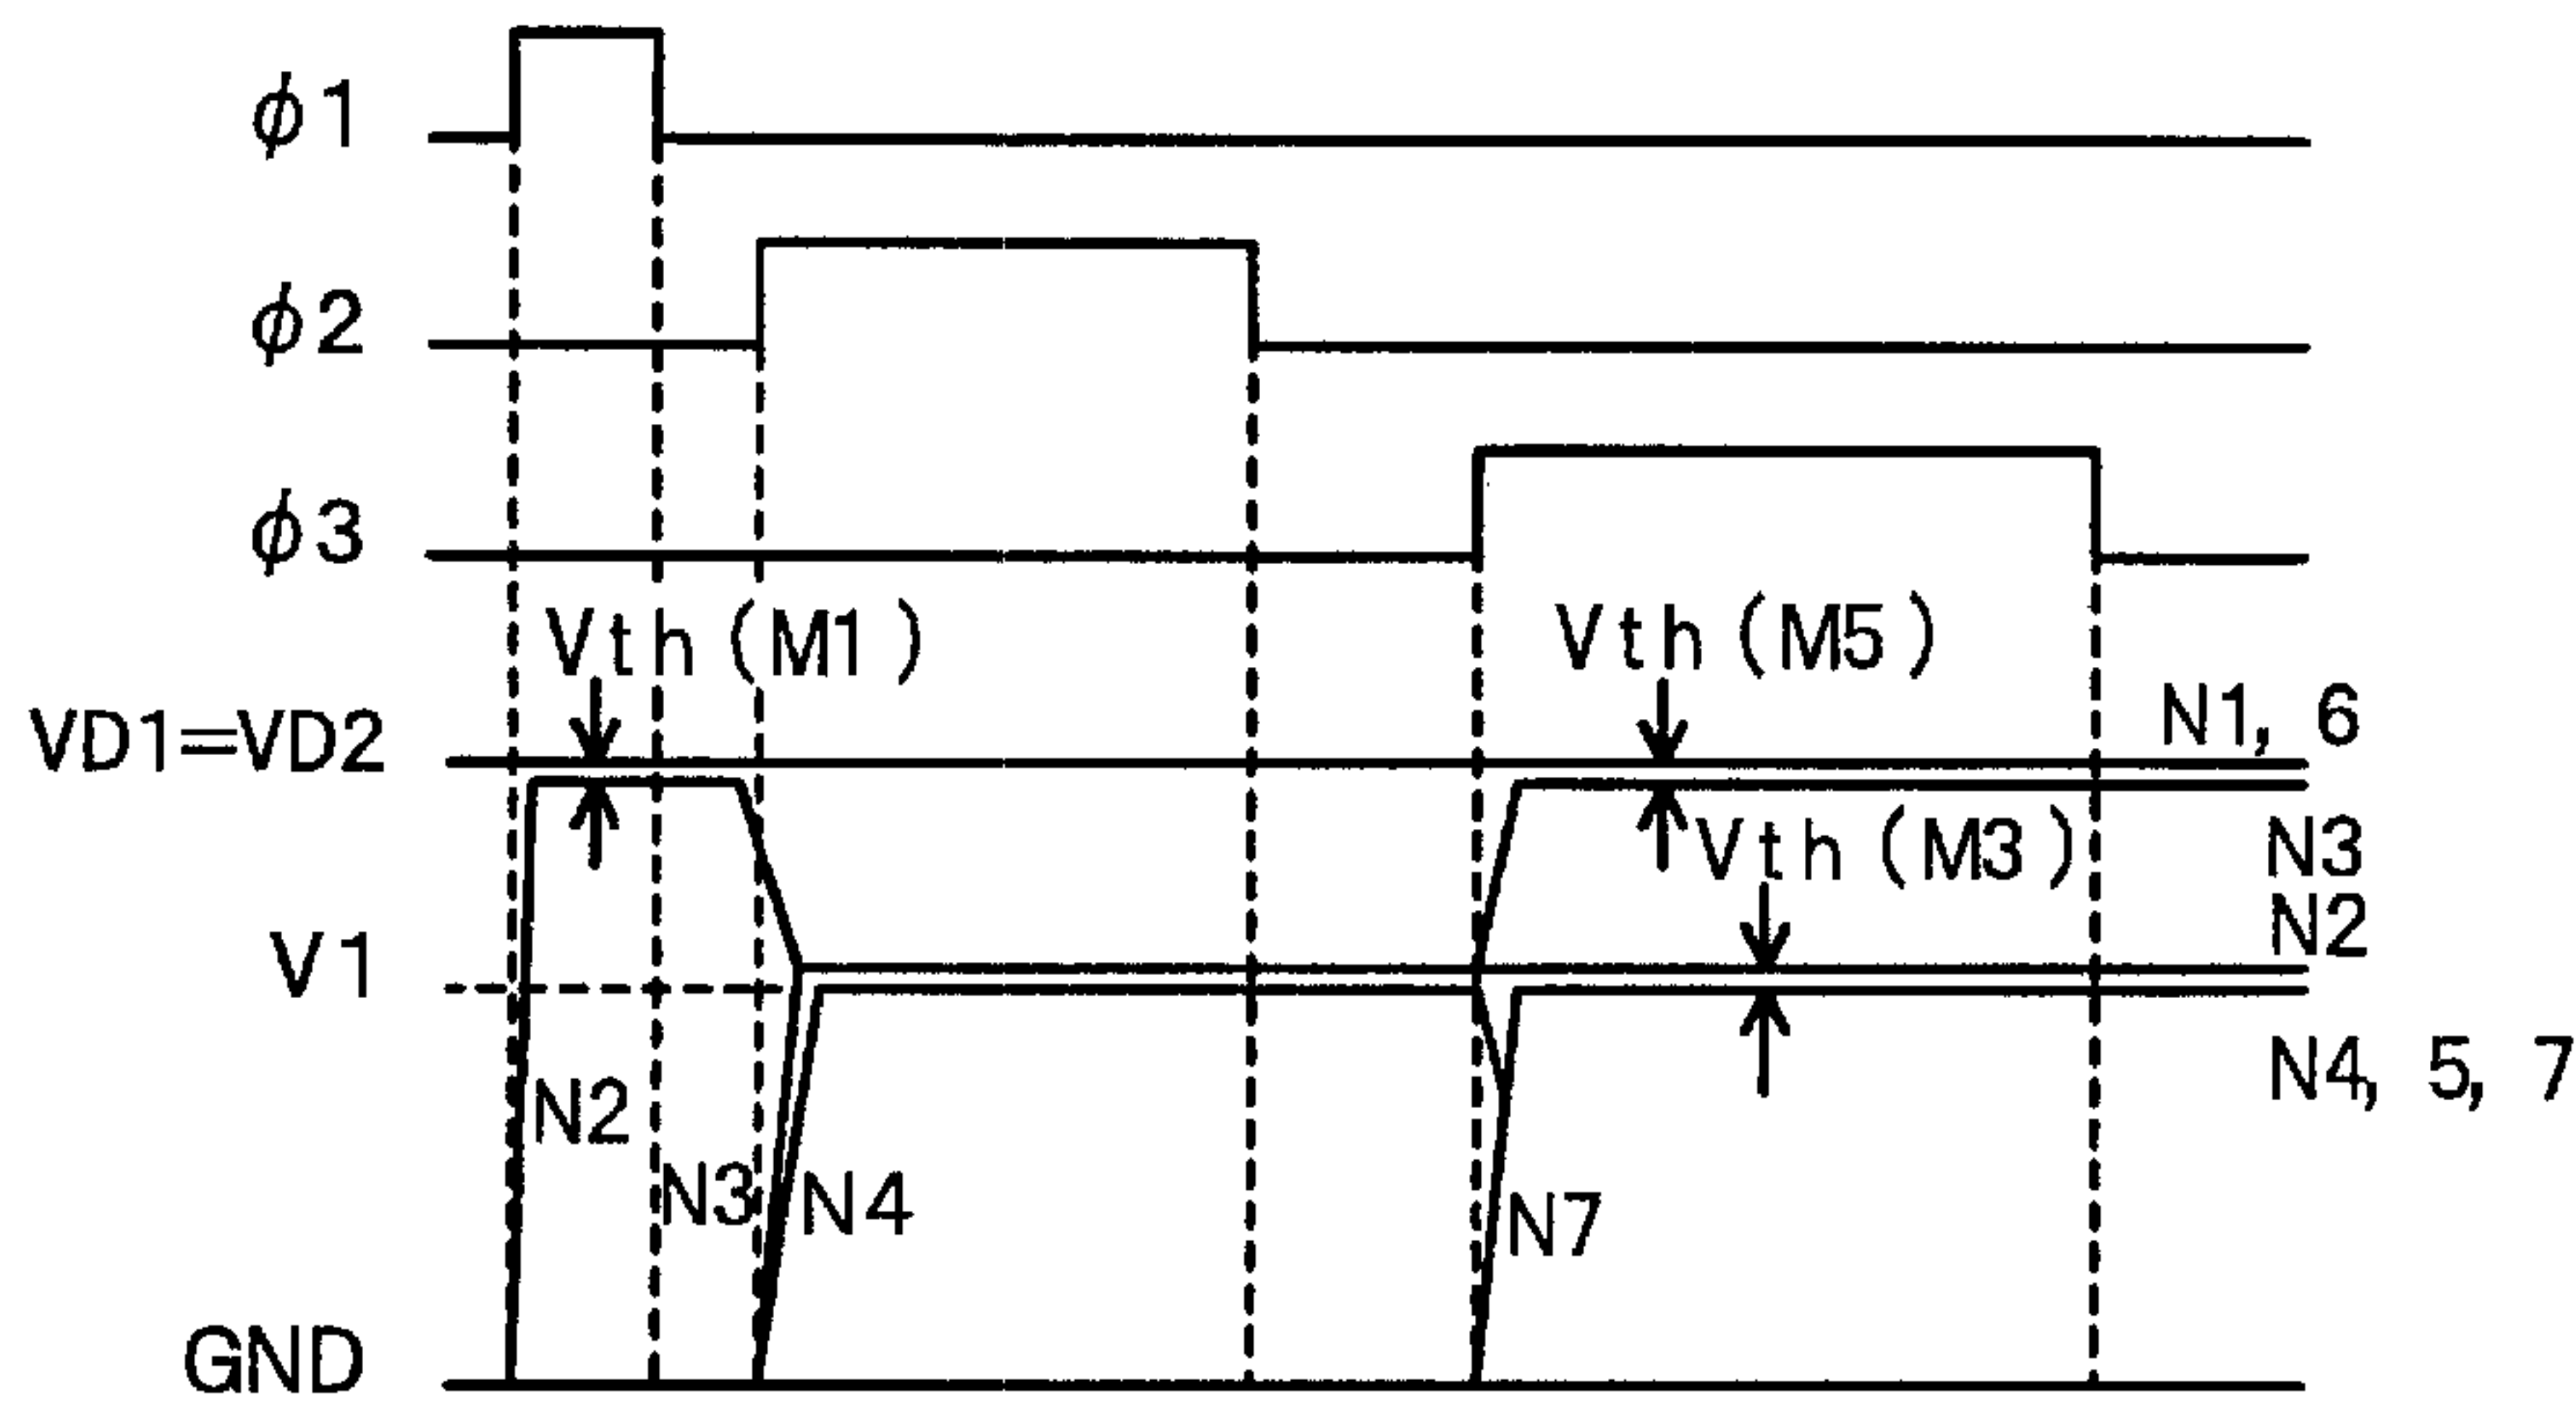 φ1
φ2
φ3
Vth(M1)
Vth(M5)
VD1=VD2
N1, 6
Vth(M3)
N3
N2
V1
N2
N4, 5, 7
N3
N4
N7
GND